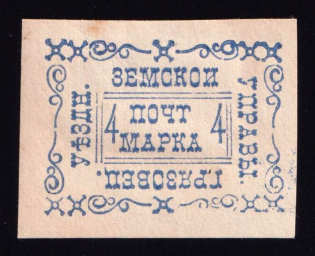 ЗЕМСКОЙ
УѢЗДН.
4 ПОЧТ 4
МАРКА
УПРАВЫ.
ГРЯЗОВЕЦ.